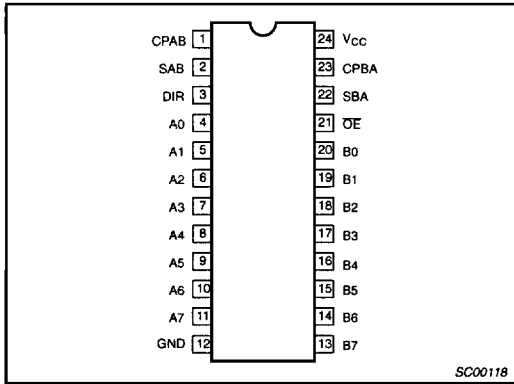 CPAB 1 24 VCC
SAB 2 23 CPBA
DIR 3 22 SBA
A0 4 21 OE
A1 5 20 B0
A2 6 19 B1
A3 7 18 B2
A4 8 17 B3
A5 9 16 B4
A6 10 15 B5
A7 11 14 B6
GND 12 13 B7
SC00118